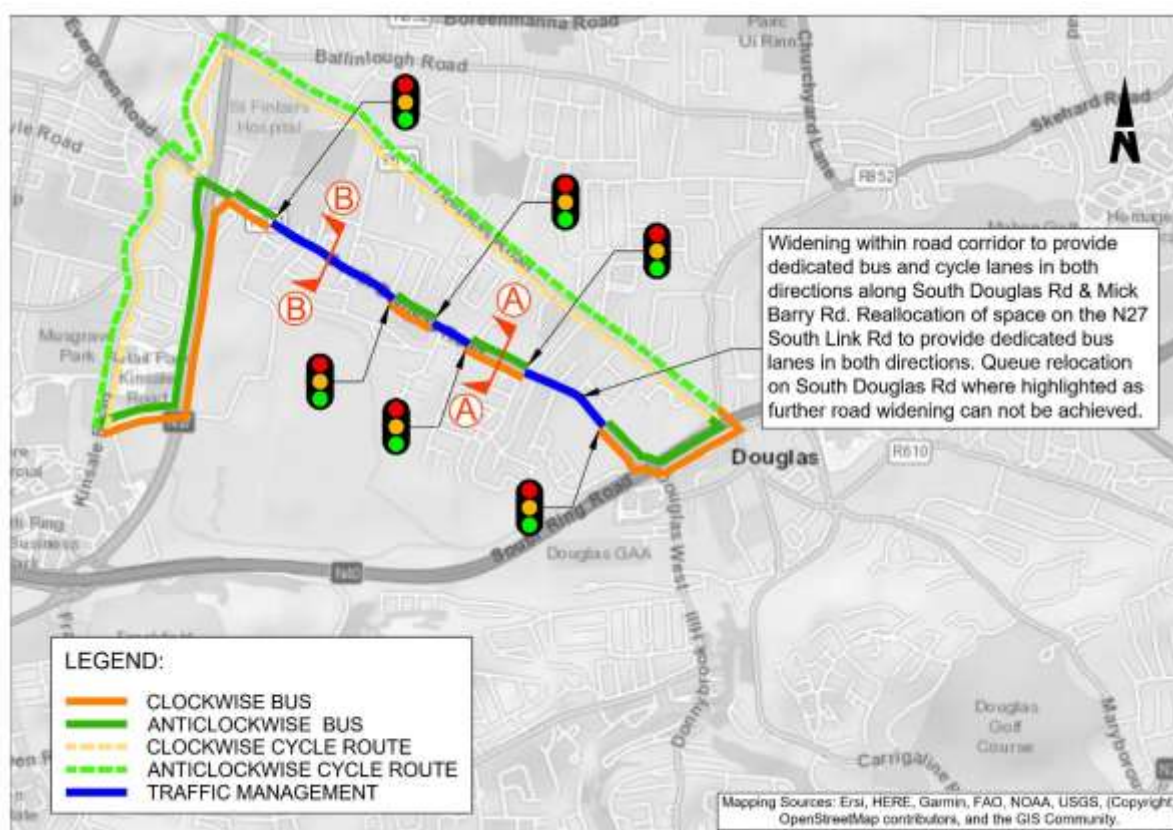 Boreenmanna Road
Pairc
Ui Rinn
Evergreen Road
Ballinlough Road
Churchyard Lane
Skehard Road
Hospital
R852
N
B
B
A
A
Widening within road corridor to provide
dedicated bus and cycle lanes in both
directions along South Douglas Rd & Mick
Barry Rd. Reallocation of space on the N27
South Link Rd to provide dedicated bus
lanes in both directions. Queue relocation
on South Douglas Rd where highlighted as
further road widening can not be achieved.
Musgrave
Park
Kinsale
Road
Douglas
R610
South Ring Road
Douglas GAA
Douglas West
N40
Donnybrook Hill
Douglas
Golf
Course
Carrigaline
LEGEND:
CLOCKWISE BUS
ANTICLOCKWISE BUS
CLOCKWISE CYCLE ROUTE
ANTICLOCKWISE CYCLE ROUTE
TRAFFIC MANAGEMENT
Mapping Sources: Ersi, HERE, Garmin, FAO, NOAA, USGS, (Copyright
OpenStreetMap contributors, and the GIS Community.